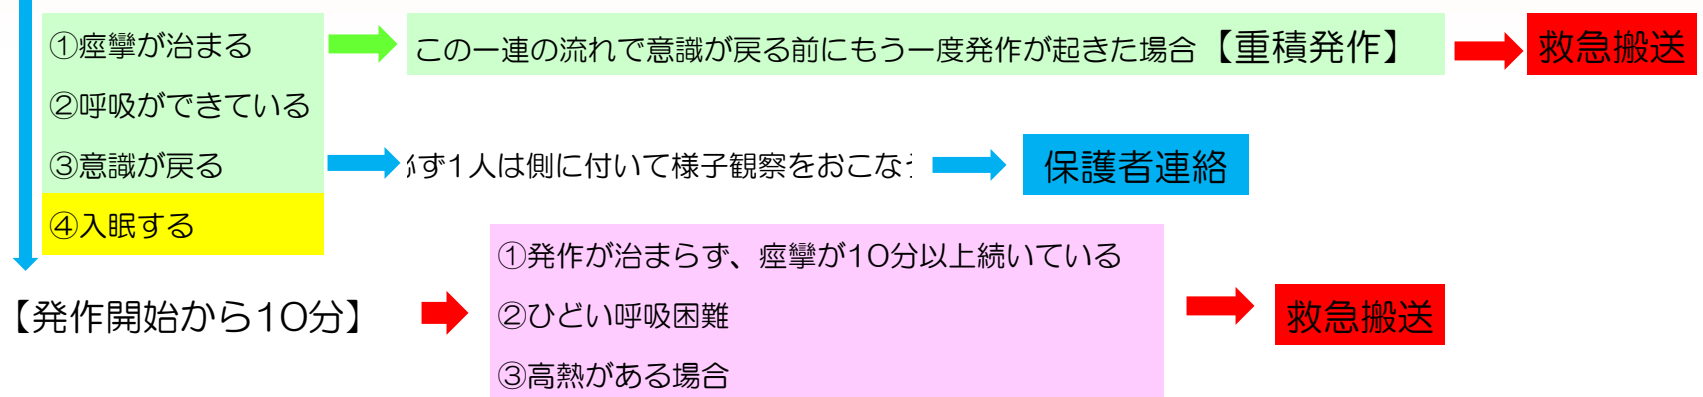 ①痙攣が治まる
この一連の流れで意識が戻る前にもう一度発作が起きた場合【重積発作】
救急搬送
②呼吸ができている
③意識が戻る
ず1人は側に付いて様子観察をおこな
保護者連絡
④入眠する
【発作開始から10分】
①発作が治まらず、痙攣が10分以上続いている
②ひどい呼吸困難
③高熱がある場合
救急搬送